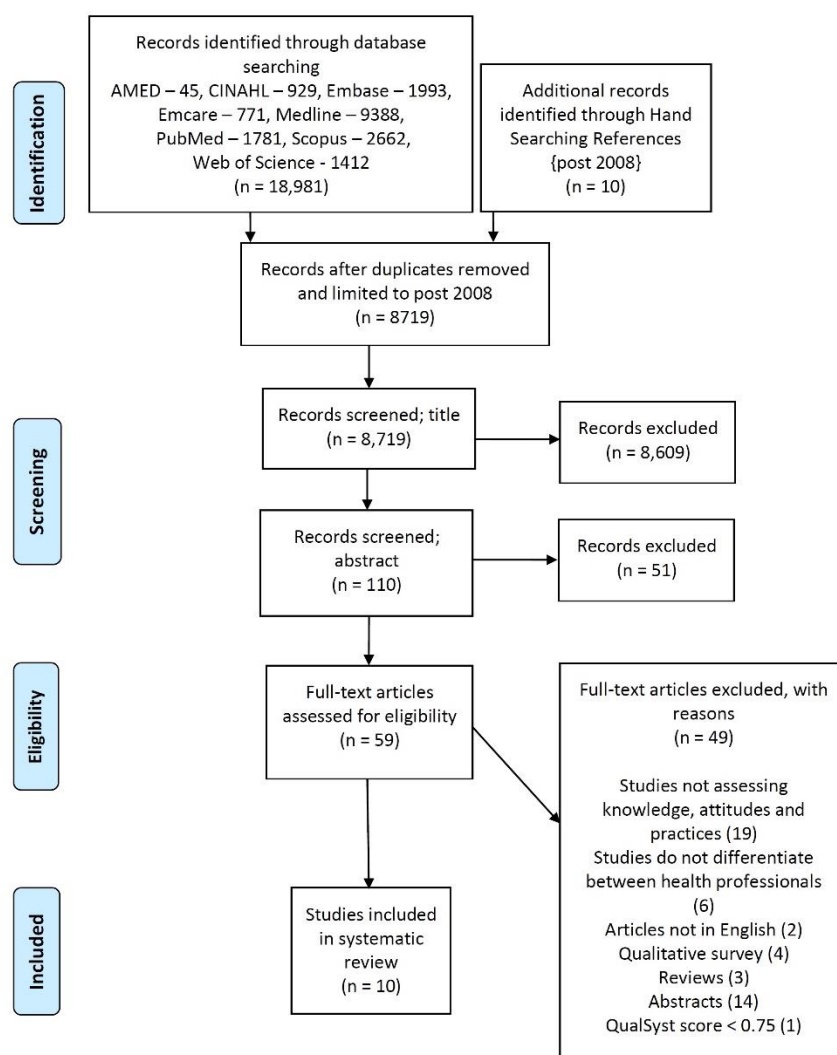 Identification
Records identified through database
searching
AMED – 45, CINAHL – 929, Embase – 1993,
Emcare – 771, Medline – 9388,
PubMed – 1781, Scopus – 2662,
Web of Science - 1412
(n = 18,981)
Additional records
identified through Hand
Searching References
{post 2008}
(n = 10)
Records after duplicates removed
and limited to post 2008
(n = 8719)
Screening
Records screened; title
(n = 8,719)
Records excluded
(n = 8,609)
Records screened;
abstract
(n = 110)
Records excluded
(n = 51)
Eligibility
Full-text articles
assessed for eligibility
(n = 59)
Full-text articles excluded, with
reasons
(n = 49)
Studies not assessing
knowledge, attitudes and
practices (19)
Studies do not differentiate
between health professionals
(6)
Articles not in English (2)
Qualitative survey (4)
Reviews (3)
Abstracts (14)
QualSyst score < 0.75 (1)
Included
Studies included
in systematic
review
(n = 10)